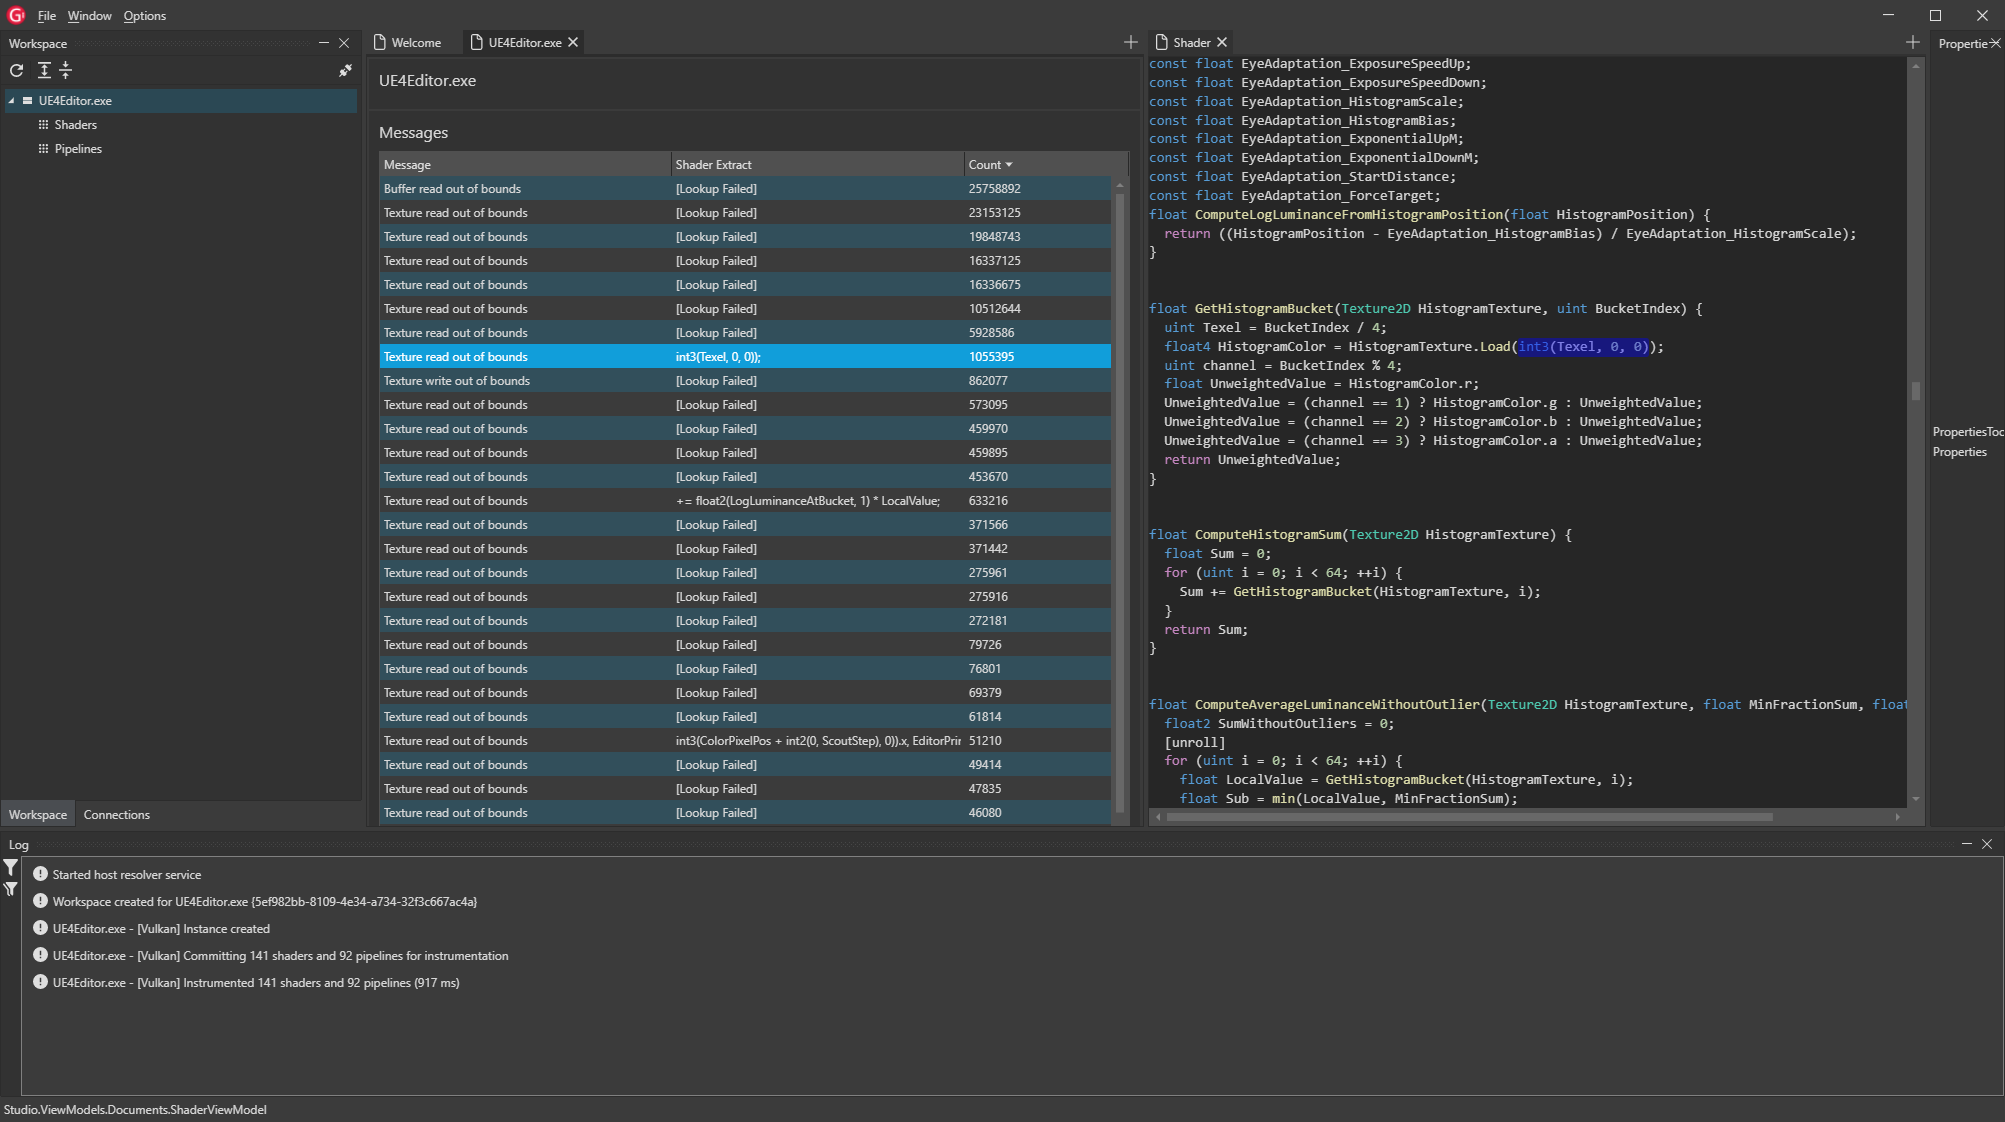 File Window Options
Workspace
UE4Editor.exe
Shaders
Pipelines
Workspace Connections
Welcome UE4Editor.exe
UE4Editor.exe
Messages
Message Shader Extract Count
Buffer read out of bounds [Lookup Failed] 25758892
Texture read out of bounds [Lookup Failed] 23153125
Texture read out of bounds [Lookup Failed] 19848743
Texture read out of bounds [Lookup Failed] 16337125
Texture read out of bounds [Lookup Failed] 16336675
Texture read out of bounds [Lookup Failed] 10512644
Texture read out of bounds [Lookup Failed] 5928586
Texture read out of bounds int3(Texel, 0, 0)); 1055395
Texture write out of bounds [Lookup Failed] 862077
Texture read out of bounds [Lookup Failed] 573095
Texture read out of bounds [Lookup Failed] 459970
Texture read out of bounds [Lookup Failed] 459895
Texture read out of bounds [Lookup Failed] 453670
Texture read out of bounds += float2(LogLuminanceAtBucket, 1) * LocalValue; 633216
Texture read out of bounds [Lookup Failed] 371566
Texture read out of bounds [Lookup Failed] 371442
Texture read out of bounds [Lookup Failed] 275961
Texture read out of bounds [Lookup Failed] 275916
Texture read out of bounds [Lookup Failed] 272181
Texture read out of bounds [Lookup Failed] 79726
Texture read out of bounds [Lookup Failed] 76801
Texture read out of bounds [Lookup Failed] 69379
Texture read out of bounds [Lookup Failed] 61814
Texture read out of bounds int3(ColorPixelPos + int2(0, ScoutStep), 0)).x, EditorPrir 51210
Texture read out of bounds [Lookup Failed] 49414
Texture read out of bounds [Lookup Failed] 47835
Texture read out of bounds [Lookup Failed] 46080
Shader
const float EyeAdaptation_ExposureSpeedUp;
const float EyeAdaptation_ExposureSpeedDown;
const float EyeAdaptation_HistogramScale;
const float EyeAdaptation_HistogramBias;
const float EyeAdaptation_ExponentialUpM;
const float EyeAdaptation_ExponentialDownM;
const float EyeAdaptation_StartDistance;
const float EyeAdaptation_ForceTarget;
float ComputeLogLuminanceFromHistogramPosition(float HistogramPosition) {
return ((HistogramPosition - EyeAdaptation_HistogramBias) / EyeAdaptation_HistogramScale);
}
float GetHistogramBucket(Texture2D HistogramTexture, uint BucketIndex) {
uint Texel = BucketIndex / 4;
float4 HistogramColor = HistogramTexture.Load(int3(Texel, 0, 0));
uint channel = BucketIndex % 4;
float UnweightedValue = HistogramColor.r;
UnweightedValue = (channel == 1) ? HistogramColor.g : UnweightedValue;
UnweightedValue = (channel == 2) ? HistogramColor.b : UnweightedValue;
UnweightedValue = (channel == 3) ? HistogramColor.a : UnweightedValue;
return UnweightedValue;
}
float ComputeHistogramSum(Texture2D HistogramTexture) {
float Sum = 0;
for (uint i = 0; i < 64; ++i) {
Sum += GetHistogramBucket(HistogramTexture, i);
}
return Sum;
}
float ComputeAverageLuminanceWithoutOutlier(Texture2D HistogramTexture, float MinFractionSum, float
float2 SumWithoutOutliers = 0;
[unroll]
for (uint i = 0; i < 64; ++i) {
float LocalValue = GetHistogramBucket(HistogramTexture, i);
float Sub = min(LocalValue, MinFractionSum);
Propertie
PropertiesToo
Properties
Log
Started host resolver service
Workspace created for UE4Editor.exe {5ef982bb-8109-4e34-a734-32f3c667ac4a}
UE4Editor.exe - [Vulkan] Instance created
UE4Editor.exe - [Vulkan] Committing 141 shaders and 92 pipelines for instrumentation
UE4Editor.exe - [Vulkan] Instrumented 141 shaders and 92 pipelines (917 ms)
Studio.ViewModels.Documents.ShaderViewModel